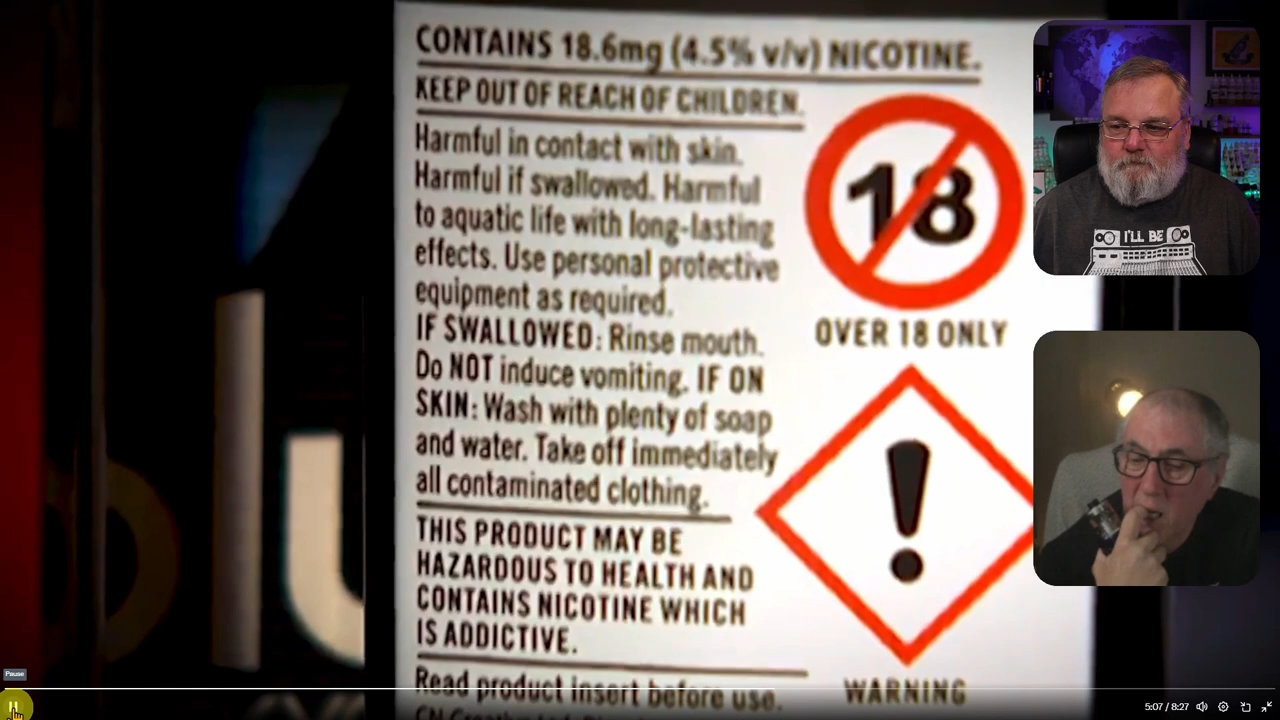 CONTAINS 18.6mg (4.5% v/v) NICOTINE.
KEEP OUT OF REACH OF CHILDREN.
Harmful in contact with skin.
Harmful if swallowed. Harmful
to aquatic life with long-lasting
effects. Use personal protective
equipment as required.
IF SWALLOWED: Rinse mouth.
Do NOT induce vomiting. IF ON
SKIN: Wash with plenty of soap
and water. Take off immediately
all contaminated clothing.
THIS PRODUCT MAY BE
HAZARDOUS TO HEALTH AND
CONTAINS NICOTINE WHICH
IS ADDICTIVE.
Read product insert before use.
18
OVER 18 ONLY
!
WARNING
I'LL BE
Pause
5:07 / 8:27